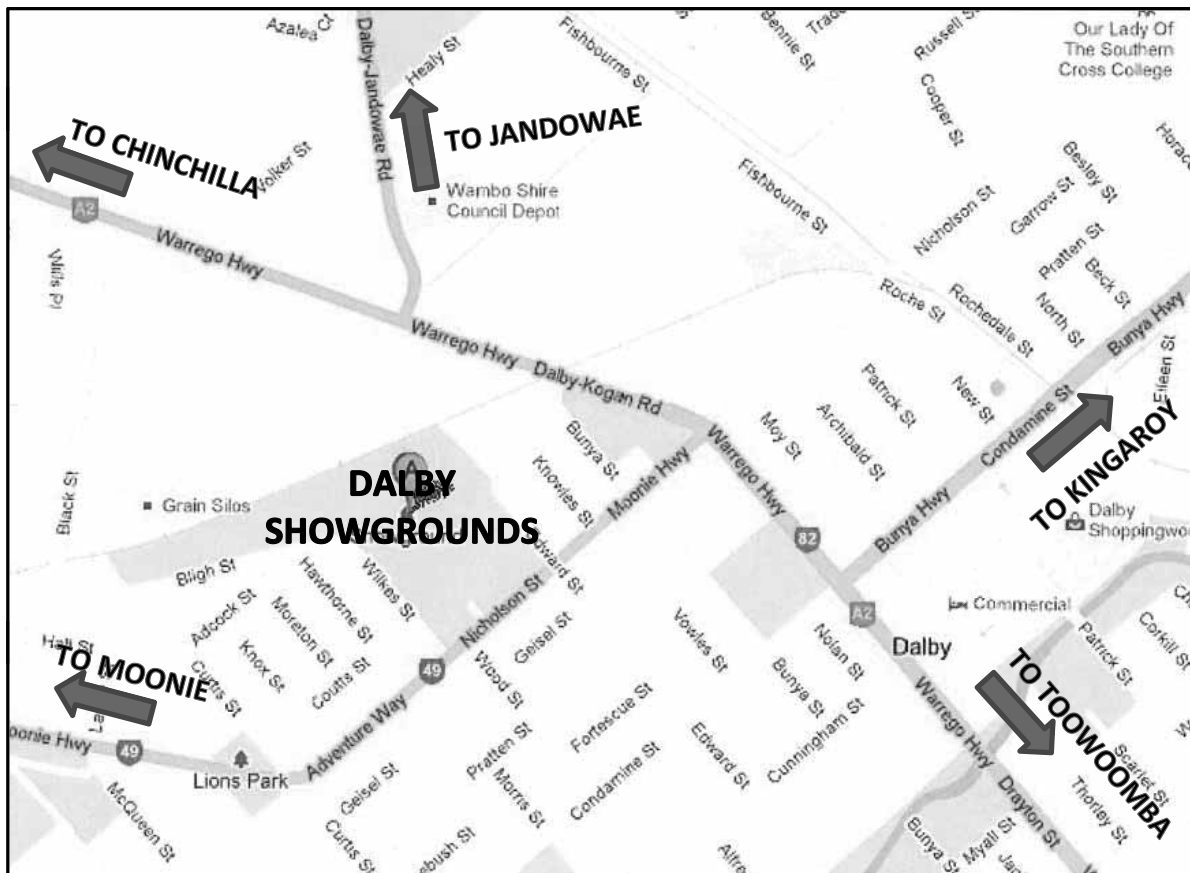 Azalea Ct
Dalby-Jandowae Rd
Healy St
Fishbourne St
Bennie St
Russell St
Our Lady Of
The Southern
Cross College
Cooper St
TO CHINCHILLA
TO JANDOWAE
Volker St
Wambo Shire
Council Depot
Fishbourne St
Besley St
Garrow St
Nicholson St
Pratten St
Beck St
North St
A2
Warrego Hwy
Roche St
Rochedale St
Bunya Hwy
Eileen St
Warrego Hwy
Dalby-Kogan Rd
Patrick St
New St
Condamine St
Moy St
Archibald St
TO KINGAROY
Bunya St
Knowles St
Moonie Hwy
Warrego Hwy
Bunya Hwy
Black St
Grain Silos
A
DALBY
SHOWGROUNDS
Dalby
82
Edward St
Bligh St
Wilkes St
Hawthorne St
Adcock St
Moreton St
Knox St
Curtis St
Coutts St
Nicholson St
Geisel St
Wood St
49
Vowles St
Nolan St
A2
Commercial
Patrick St
Corkill St
Dalby
TO MOONIE
TO TOOWOOMBA
Bunya St
Cunningham St
Warrego Hwy
Fortescue St
Edward St
Adventure Way
49
Lions Park
Pratten St
Morris St
Condamine St
Geisel St
Curtis St
McQueen St
Scarlet St
Thorley St
Drayton St
Myall St
Bunya St